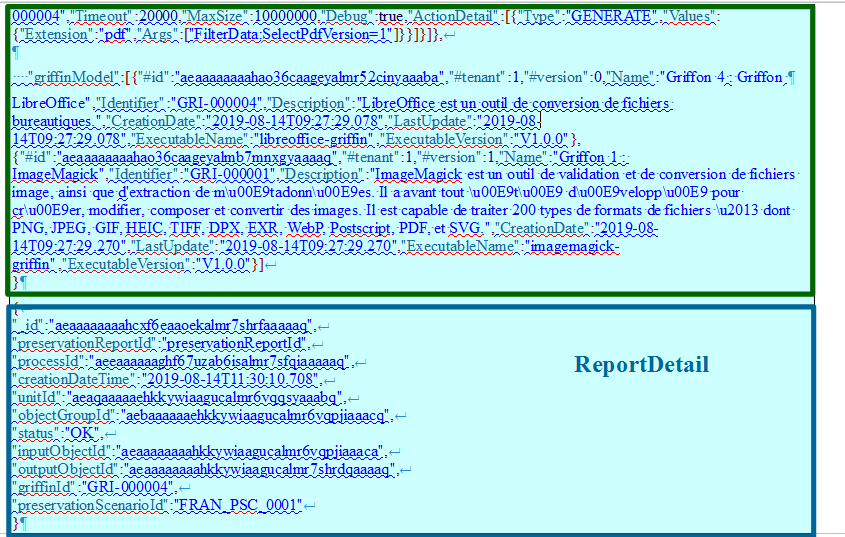 000004","Timeout":20000,"MaxSize":10000000,"Debug":true,"ActionDetail":[{"Type":"GENERATE","Values":
{"Extension":"pdf","Args":["FilterData:SelectPdfVersion=1"]}}]}]},
"griffinModel":[{"#id":"aeaaaaaaaahao36caageyalmr52cinyaaaba","#tenant":1,"#version":0,"Name":"Griffon 4 : Griffon
LibreOffice","Identifier":"GRI-000004","Description":"LibreOffice est un outil de conversion de fichiers
bureautiques.","CreationDate":"2019-08-14T09:27:29.078","LastUpdate":"2019-08-
14T09:27:29.078","ExecutableName":"libreoffice-griffin","ExecutableVersion":"V1.0.0"},
{"#id":"aeaaaaaaaahao36caageyalmb7mnxgyaaaaq","#tenant":1,"#version":1,"Name":"Griffon 1 :
ImageMagick","Identifier":"GRI-000001","Description":"ImageMagick est un outil de validation et de conversion de fichiers
image, ainsi que d'extraction de m\u00E9tadonn\u00E9es. Il a avant tout \u00E9t\u00E9 d\u00E9velopp\u00E9 pour
cr\u00E9er, modifier, composer et convertir des images. Il est capable de traiter 200 types de formats de fichiers \u2013 dont
PNG, JPEG, GIF, HEIC, TIFF, DPX, EXR, WebP, Postscript, PDF, et SVG.","CreationDate":"2019-08-
14T09:27:29.270","LastUpdate":"2019-08-14T09:27:29.270","ExecutableName":"imagemagick-
griffin","ExecutableVersion":"V1.0.0"}]
}
{
"_id":"aeaaaaaaaahcxf6eaaoekalmr7shrfaaaaaq",
"preservationReportId":"preservationReportId",
"processId":"aeeaaaaaaghf67uzab6isalmr7sfqiaaaaaq",
"creationDateTime":"2019-08-14T11:30:10.708",
"unitId":"aeaqaaaaaehkkywiaagucalmr6vqqsyaaabq",
"objectGroupId":"aebaaaaaaehkkywiaagucalmr6vqpjiaaacq",
"status":"OK",
"inputObjectId":"aeaaaaaaaahkkywiaagucalmr6vqpjiaaaca",
"outputObjectId":"aeaaaaaaaahkkywiaagucalmr7shrdqaaaaq",
"griffinId":"GRI-000004",
"preservationScenarioId":"FRAN_PSC_0001"
}
ReportDetail